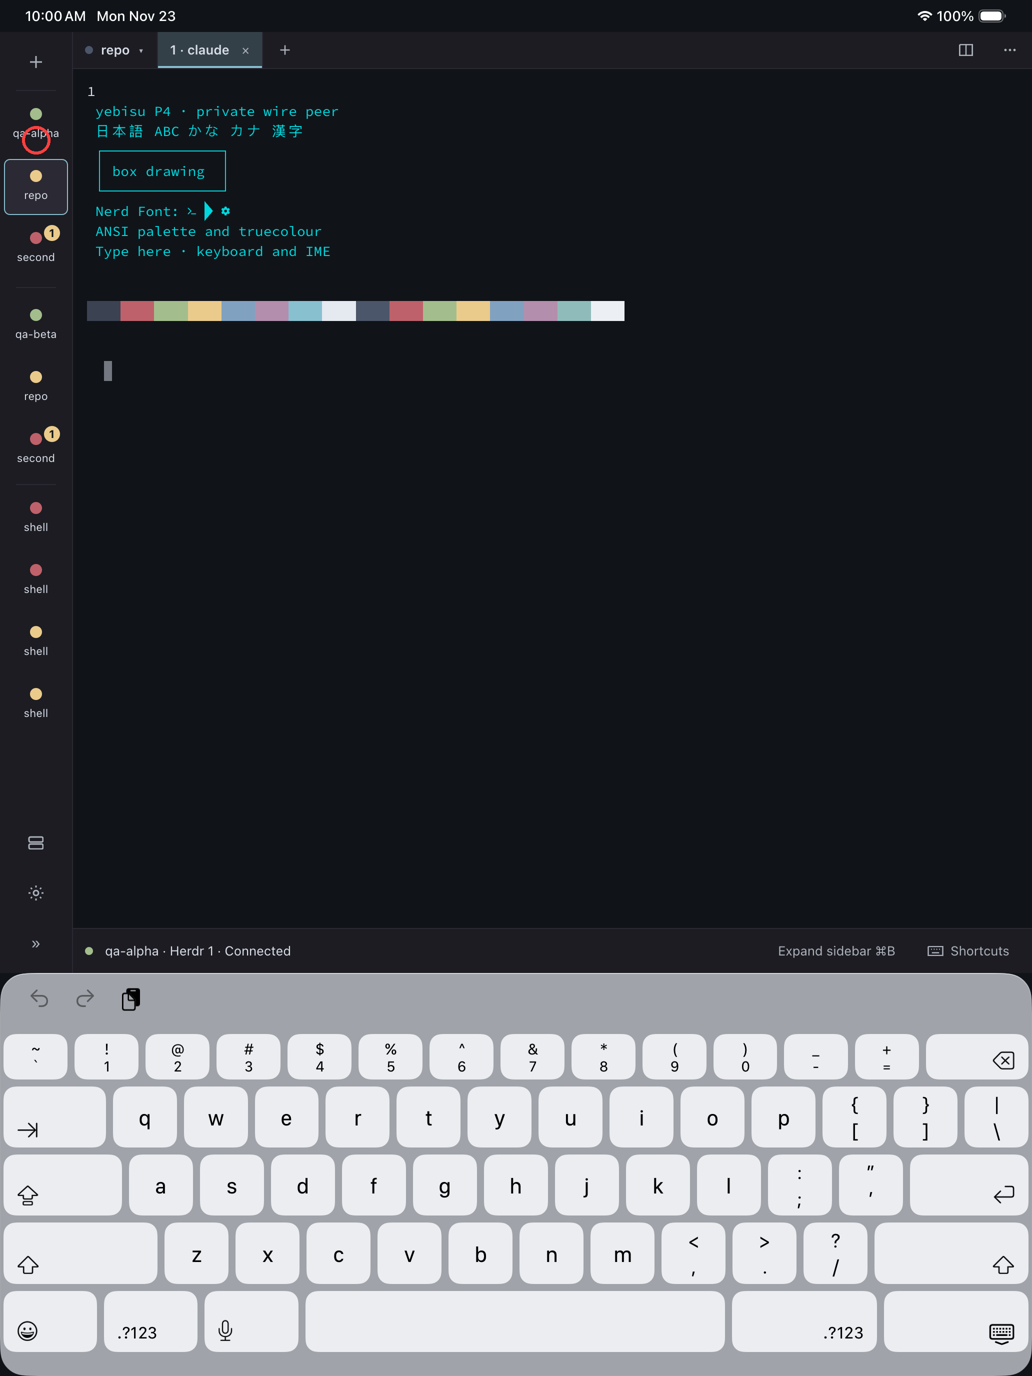 10:00 AM Mon Nov 23
100%
repo
1 · claude
qa-alpha
repo
1
second
qa-beta
repo
1
second
shell
shell
shell
shell
1
yebisu P4 · private wire peer
日本語 ABC かな カナ 漢字
box drawing
Nerd Font:
ANSI palette and truecolour
Type here · keyboard and IME
qa-alpha · Herdr 1 · Connected
Expand sidebar ⌘B
Shortcuts
~ ! @ # $ % ^ & * ( ) _ +
` 1 2 3 4 5 6 7 8 9 0 - =
q w e r t y u i o p { } |
[ ] \
a s d f g h j k l : "
; '
z x c v b n m < > ?
, . /
.?123 .?123